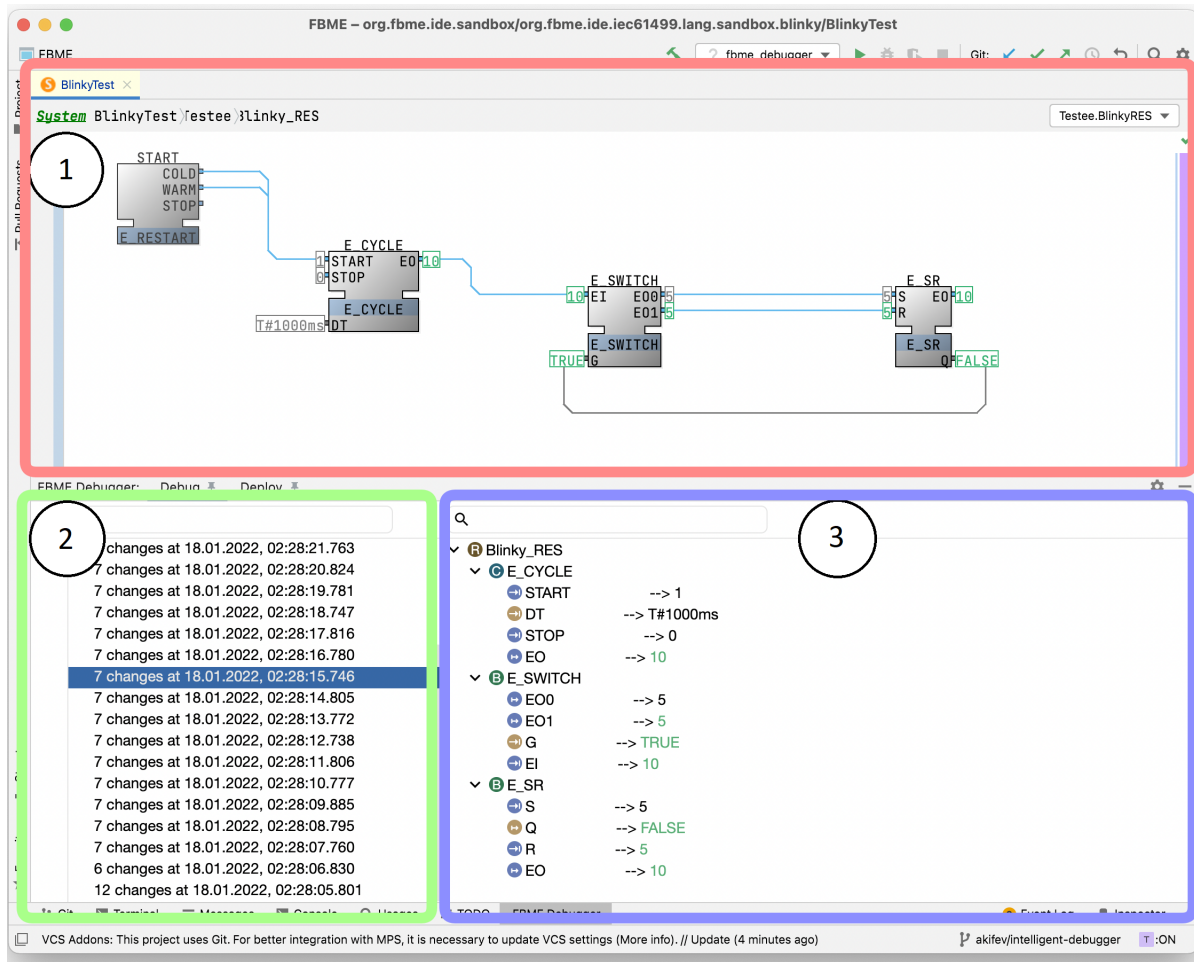 FBME – org.fbme.ide.sandbox/org.fbme.ide.iec61499.lang.sandbox.blinky/BlinkyTest
FBME
? fbme_debugger
Git:
S BlinkyTest
System BlinkyTest Testee Blinky_RES
Testee.BlinkyRES
Project
Pull Requests
1
START
COLD
WARM
STOP
E_RESTART
E_CYCLE
1 START EO 10
0 STOP
E_CYCLE
T#1000ms DT
E_SWITCH
10 EI EO0 5
EO1 5
E_SWITCH
TRUE G
E_SR
5 S EO 10
5 R
E_SR
Q FALSE
FBME Debugger: Debug Deploy
2
changes at 18.01.2022, 02:28:21.763
7 changes at 18.01.2022, 02:28:20.824
7 changes at 18.01.2022, 02:28:19.781
7 changes at 18.01.2022, 02:28:18.747
7 changes at 18.01.2022, 02:28:17.816
7 changes at 18.01.2022, 02:28:16.780
7 changes at 18.01.2022, 02:28:15.746
7 changes at 18.01.2022, 02:28:14.805
7 changes at 18.01.2022, 02:28:13.772
7 changes at 18.01.2022, 02:28:12.738
7 changes at 18.01.2022, 02:28:11.806
7 changes at 18.01.2022, 02:28:10.777
7 changes at 18.01.2022, 02:28:09.885
7 changes at 18.01.2022, 02:28:08.795
7 changes at 18.01.2022, 02:28:07.760
6 changes at 18.01.2022, 02:28:06.830
12 changes at 18.01.2022, 02:28:05.801
3
R Blinky_RES
C E_CYCLE
START --> 1
DT --> T#1000ms
STOP --> 0
EO --> 10
B E_SWITCH
EO0 --> 5
EO1 --> 5
G --> TRUE
EI --> 10
B E_SR
S --> 5
Q --> FALSE
R --> 5
EO --> 10
Git Terminal Messages Console Usages TODO FBME Debugger Event Log Inspector
VCS Addons: This project uses Git. For better integration with MPS, it is necessary to update VCS settings (More info). // Update (4 minutes ago)
akifev/intelligent-debugger T :ON